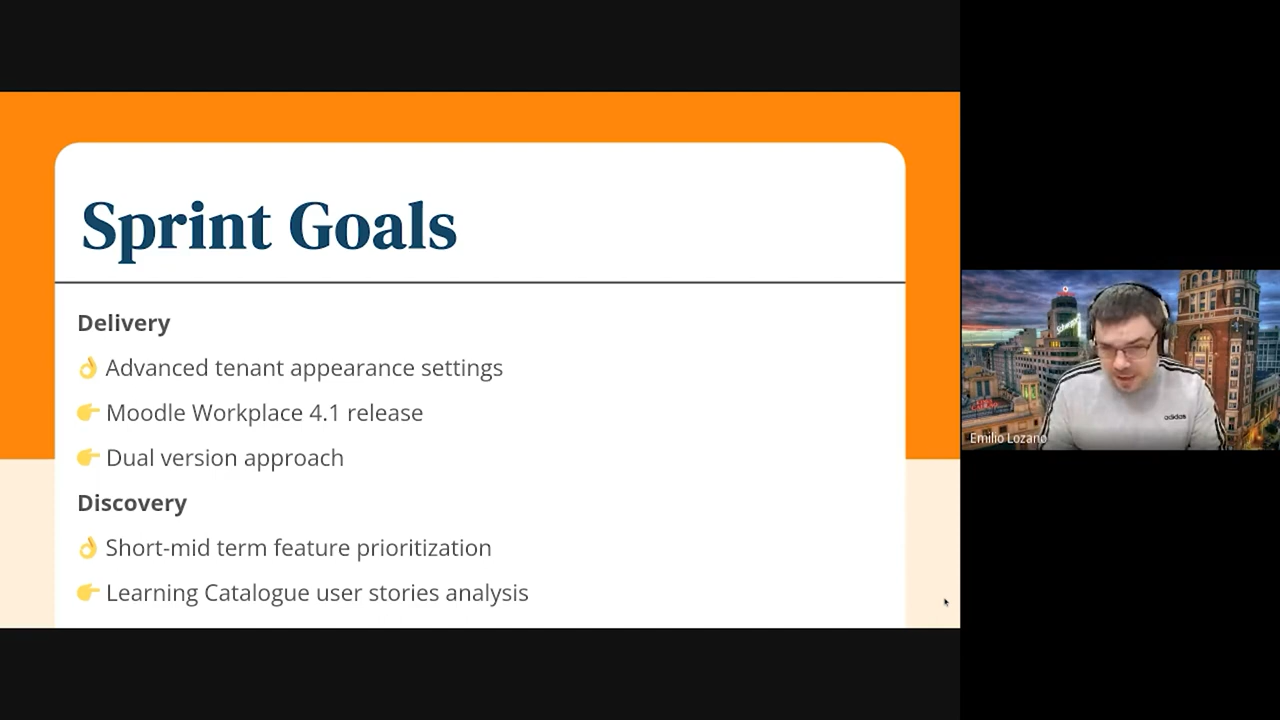 Sprint Goals
Delivery
👌 Advanced tenant appearance settings
👉 Moodle Workplace 4.1 release
👉 Dual version approach
Discovery
👌 Short-mid term feature prioritization
👉 Learning Catalogue user stories analysis
adidas
Emilio Lozano